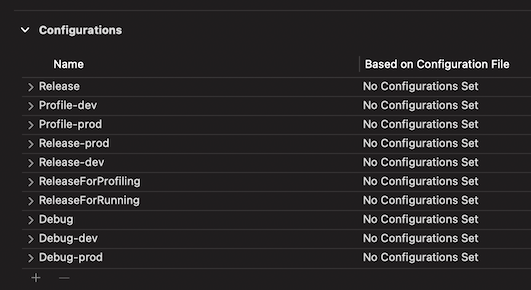 Configurations
Name Based on Configuration File
Release No Configurations Set
Profile-dev No Configurations Set
Profile-prod No Configurations Set
Release-prod No Configurations Set
Release-dev No Configurations Set
ReleaseForProfiling No Configurations Set
ReleaseForRunning No Configurations Set
Debug No Configurations Set
Debug-dev No Configurations Set
Debug-prod No Configurations Set